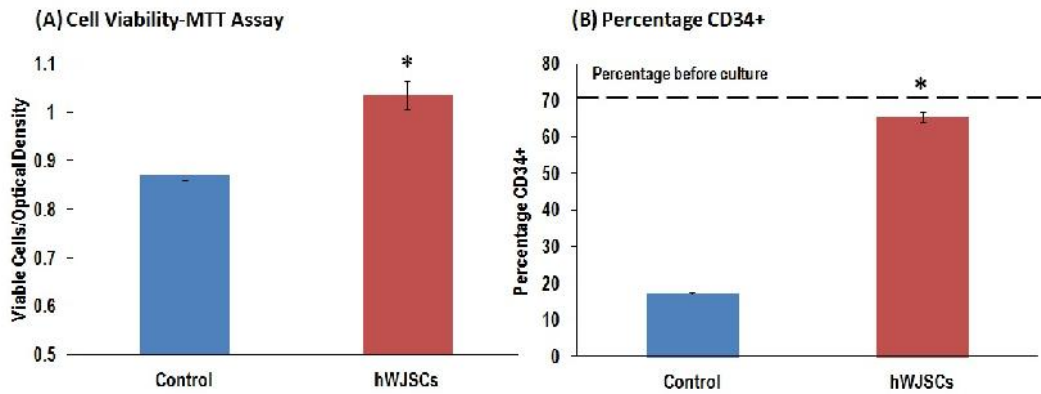 (A) Cell Viability-MTT Assay
Viable Cells/Optical Density
1.1
1
0.9
0.8
0.7
0.6
0.5
*
Control
hWJSCs
(B) Percentage CD34+
Percentage CD34+
80
70
60
50
40
30
20
10
0
Percentage before culture
*
Control
hWJSCs